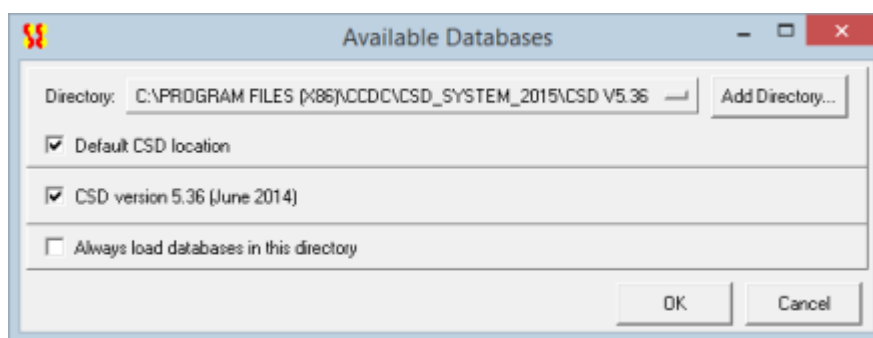 Available Databases
Directory: C:\PROGRAM FILES (X86)\CCDC\CSD_SYSTEM_2015\CSD V5.36 Add Directory...
Default CSD location
CSD version 5.36 (June 2014)
Always load databases in this directory
OK Cancel